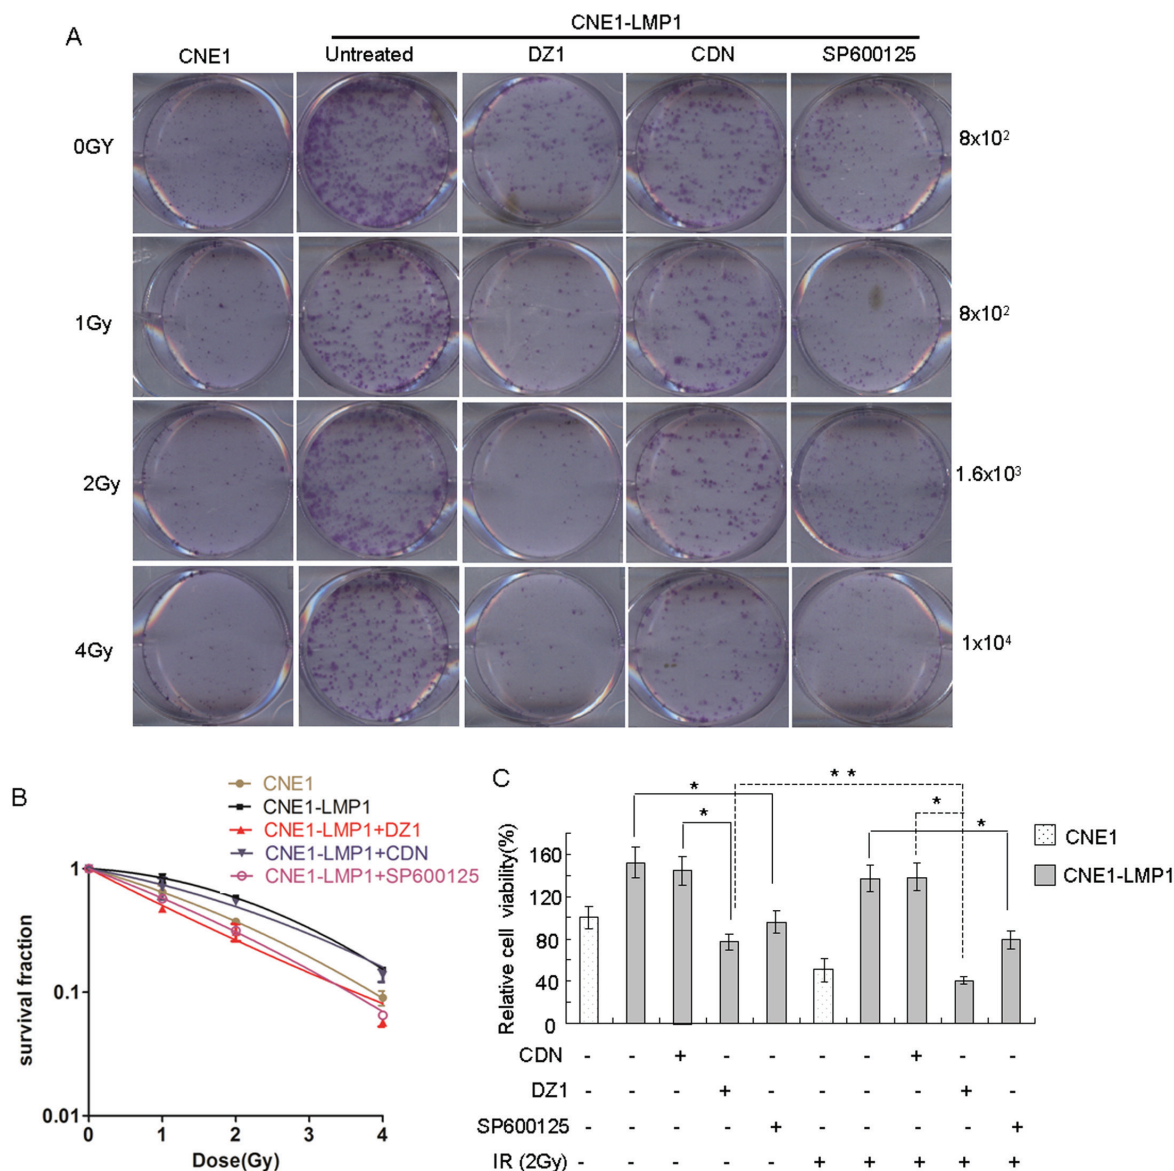 A
CNE1-LMP1
CNE1 Untreated DZ1 CDN SP600125
0GY 8x10²
1Gy 8x10²
2Gy 1.6x10³
4Gy 1x10⁴
B
CNE1
CNE1-LMP1
CNE1-LMP1+DZ1
CNE1-LMP1+CDN
CNE1-LMP1+SP600125
survival fraction
1
0.1
0.01
0 1 2 3 4
Dose(Gy)
C
* * * * * *
CNE1
CNE1-LMP1
Relative cell viability(%)
160
120
80
40
0
CDN - - + - - - - + - -
DZ1 - - - + - - - - + -
SP600125 - - - - + - - - - +
IR (2Gy) - - - - - + + + + +